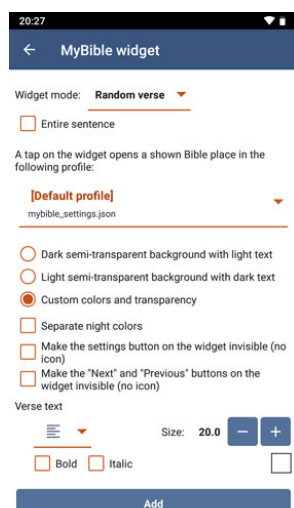 20:27
MyBible widget
Widget mode: Random verse
Entire sentence
A tap on the widget opens a shown Bible place in the
following profile:
[Default profile]
mybible_settings.json
Dark semi-transparent background with light text
Light semi-transparent background with dark text
Custom colors and transparency
Separate night colors
Make the settings button on the widget invisible (no
icon)
Make the "Next" and "Previous" buttons on the
widget invisible (no icon)
Verse text
Size: 20.0 − +
Bold Italic
Add